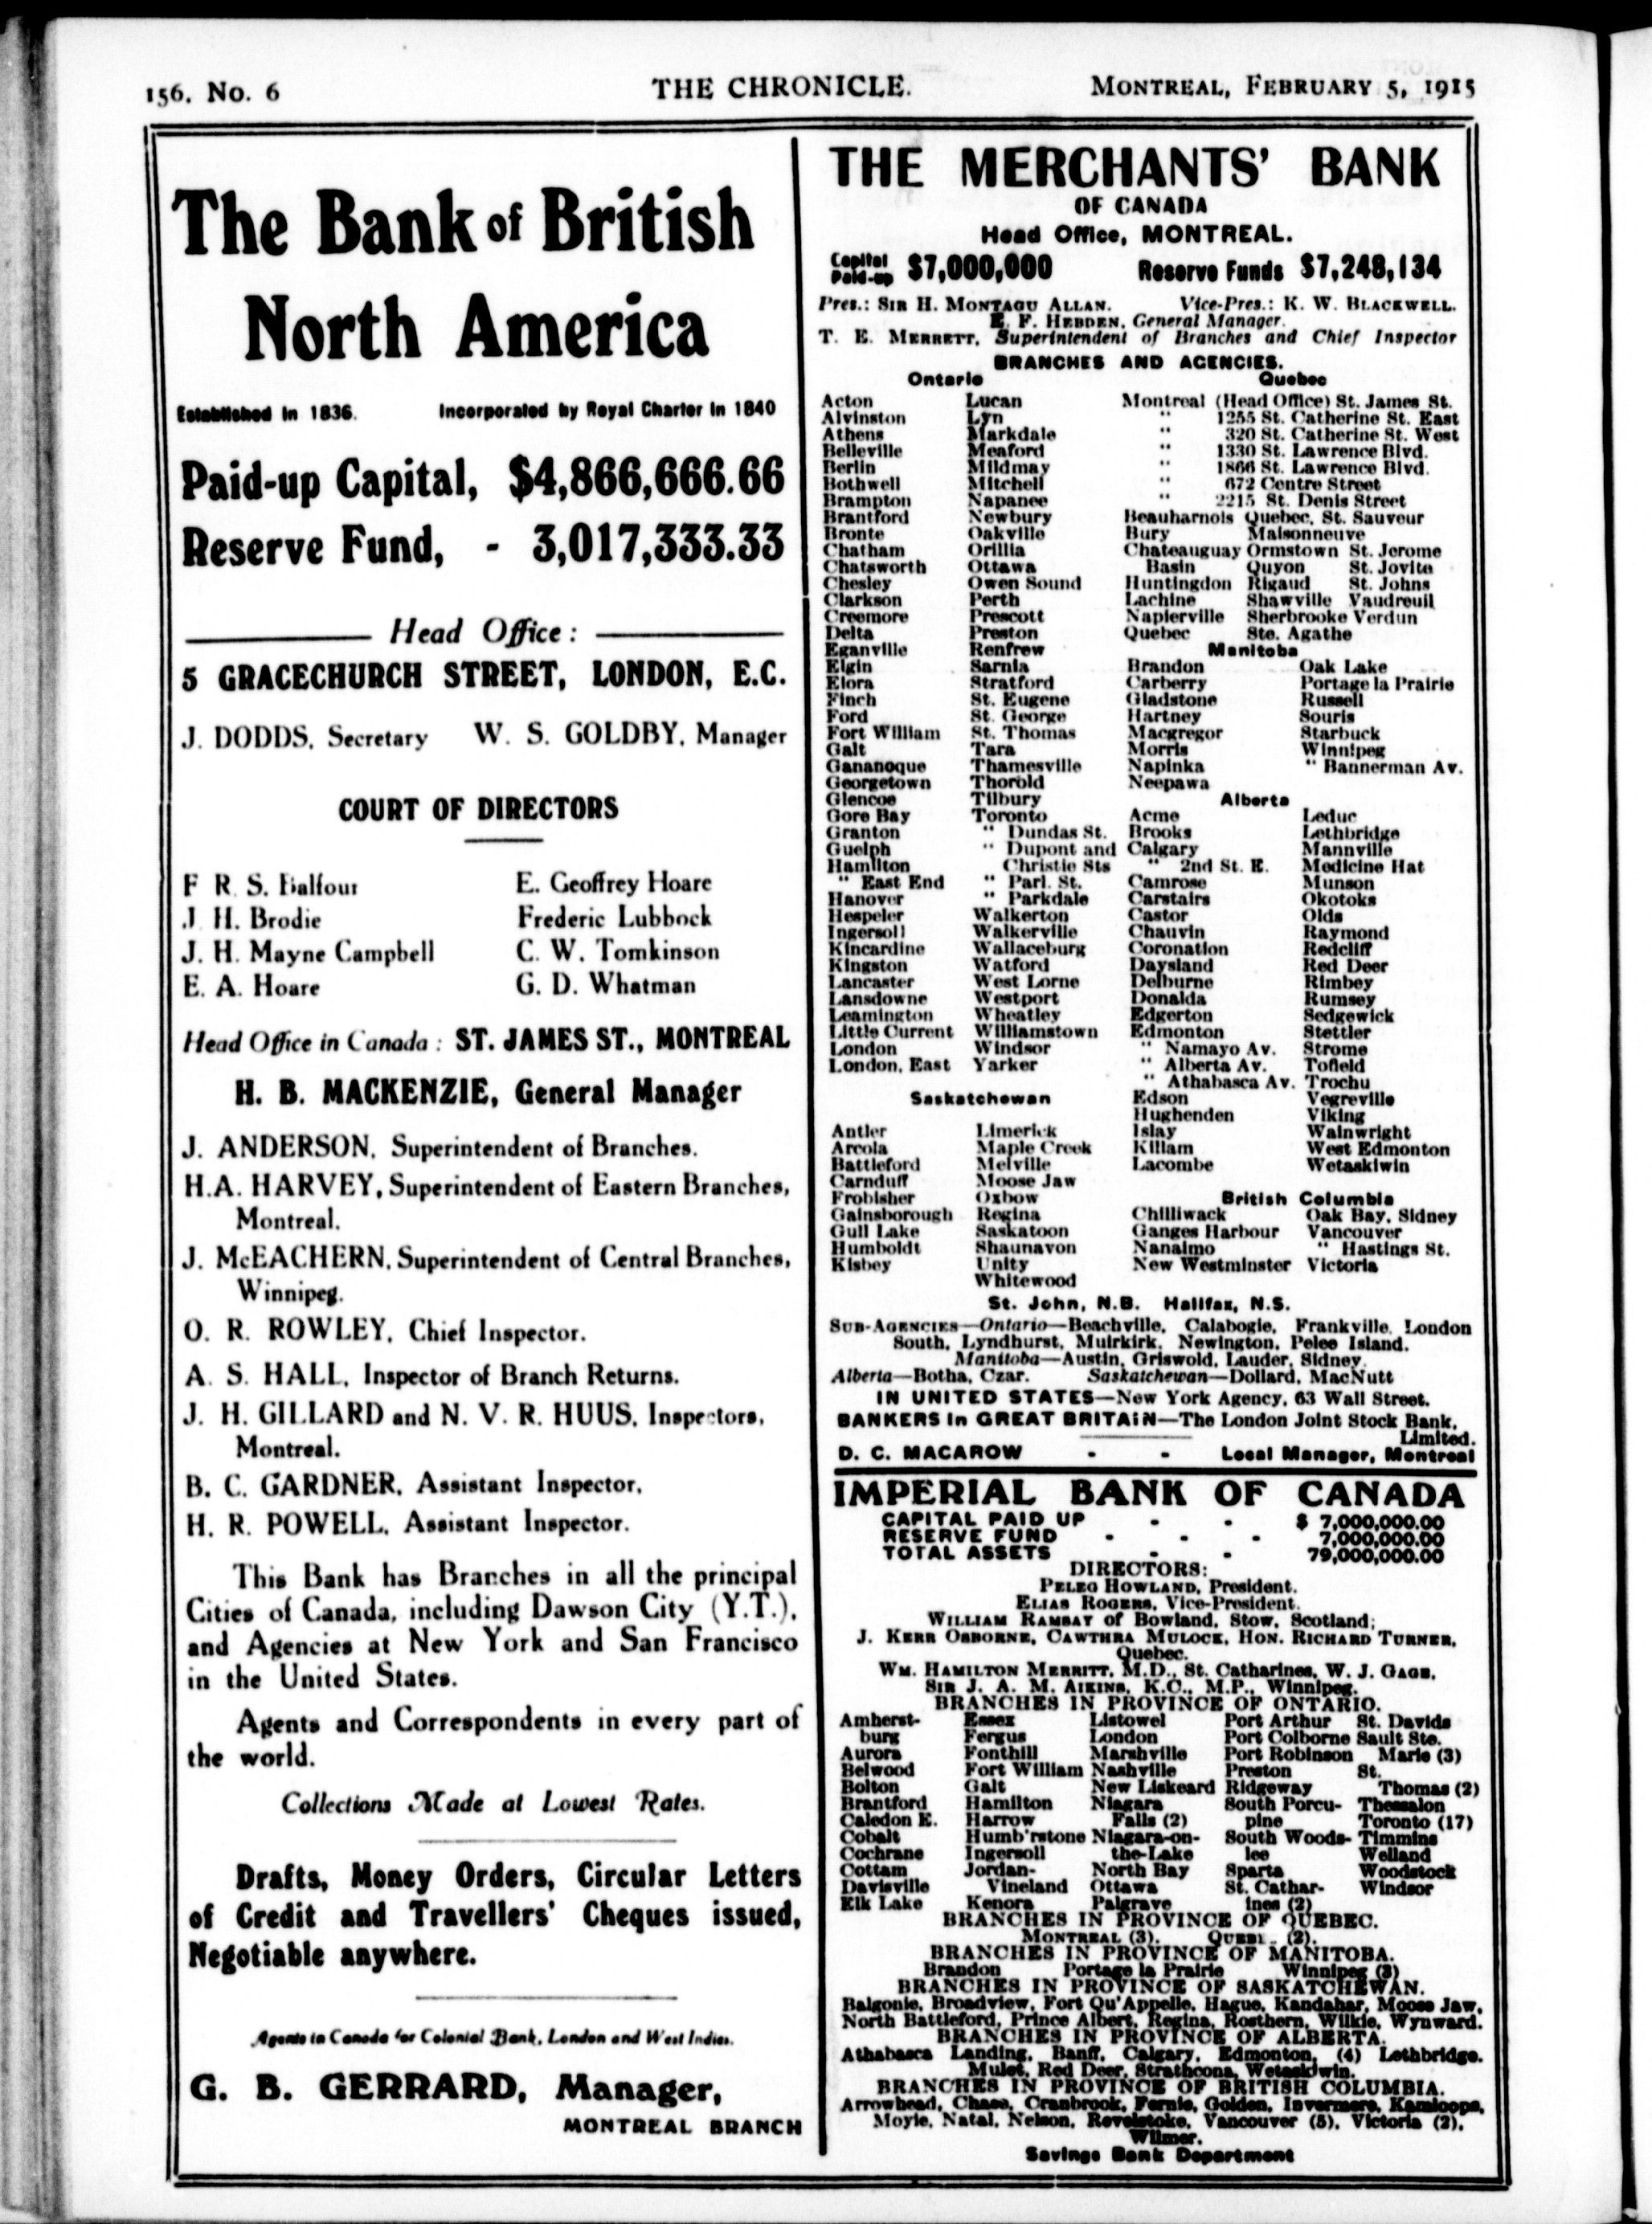 156. No. 6
THE CHRONICLE.
MONTREAL, FEBRUARY 5, 1915
The Bank of British
North America
Established in 1836.
Incorporated by Royal Charter in 1840
Paid-up Capital, $4,866,666.66
Reserve Fund, - 3,017,333.33
Head Office:
5 GRACECHURCH STREET, LONDON, E.C.
J. DODDS, Secretary W. S. GOLDBY, Manager
COURT OF DIRECTORS
F R. S. Balfour E. Geoffrey Hoare
J. H. Brodie Frederic Lubbock
J. H. Mayne Campbell C. W. Tomkinson
E. A. Hoare G. D. Whatman
Head Office in Canada: ST. JAMES ST., MONTREAL
H. B. MACKENZIE, General Manager
J. ANDERSON, Superintendent of Branches.
H.A. HARVEY, Superintendent of Eastern Branches,
Montreal.
J. McEACHERN, Superintendent of Central Branches,
Winnipeg.
O. R. ROWLEY, Chief Inspector.
A. S. HALL, Inspector of Branch Returns.
J. H. GILLARD and N. V. R. HUUS, Inspectors,
Montreal.
B. C. GARDNER, Assistant Inspector,
H. R. POWELL, Assistant Inspector.
This Bank has Branches in all the principal
Cities of Canada, including Dawson City (Y.T.),
and Agencies at New York and San Francisco
in the United States.
Agents and Correspondents in every part of
the world.
Collections Made at Lowest Rates.
Drafts, Money Orders, Circular Letters
of Credit and Travellers' Cheques issued,
Negotiable anywhere.
Agents in Canada for Colonial Bank, London and West Indies.
G. B. GERRARD, Manager,
MONTREAL BRANCH
THE MERCHANTS' BANK
OF CANADA
Head Office, MONTREAL.
Capital Paid-up $7,000,000 Reserve Funds $7,248,134
Pres.: SIR H. MONTAGU ALLAN. Vice-Pres.: K. W. BLACKWELL.
E. F. HEBDEN, General Manager.
T. E. MERRETT, Superintendent of Branches and Chief Inspector
BRANCHES AND AGENCIES.
Ontario
Acton Lucan
Alvinston Lyn
Athens Markdale
Belleville Meaford
Berlin Mildmay
Bothwell Mitchell
Brampton Napanee
Brantford Newbury
Bronte Oakville
Chatham Orillia
Chatsworth Ottawa
Chesley Owen Sound
Clarkson Perth
Creemore Prescott
Delta Preston
Eganville Renfrew
Elgin Sarnia
Elora Stratford
Finch St. Eugene
Ford St. George
Fort William St. Thomas
Galt Tara
Gananoque Thamesville
Georgetown Thorold
Glencoe Tilbury
Gore Bay Toronto
Granton " Dundas St.
Guelph " Dupont and
Hamilton Christie Sts
" East End " Parl. St.
Hanover " Parkdale
Hespeler Walkerton
Ingersoll Walkerville
Kincardine Wallaceburg
Kingston Watford
Lancaster West Lorne
Lansdowne Westport
Leamington Wheatley
Little Current Williamstown
London Windsor
London, East Yarker
Saskatchewan
Antler Limerick
Arcola Maple Creek
Battleford Melville
Carnduff Moose Jaw
Frobisher Oxbow
Gainsborough Regina
Gull Lake Saskatoon
Humboldt Shaunavon
Kisbey Unity
Whitewood
Quebec
Montreal (Head Office) St. James St.
" 1255 St. Catherine St. East
" 320 St. Catherine St. West
" 1330 St. Lawrence Blvd.
" 1866 St. Lawrence Blvd.
" 672 Centre Street
" 2215 St. Denis Street
Beauharnois Quebec, St. Sauveur
Bury Maisonneuve
Chateauguay Ormstown St. Jerome
Basin Quyon St. Jovite
Huntingdon Rigaud St. Johns
Lachine Shawville Vaudreuil
Napierville Sherbrooke Verdun
Quebec Ste. Agathe
Manitoba
Brandon Oak Lake
Carberry Portage la Prairie
Gladstone Russell
Hartney Souris
Macgregor Starbuck
Morris Winnipeg
Napinka " Bannerman Av.
Neepawa
Alberta
Acme Leduc
Brooks Lethbridge
Calgary Mannville
" 2nd St. E. Medicine Hat
Camrose Munson
Carstairs Okotoks
Castor Olds
Chauvin Raymond
Coronation Redcliff
Daysland Red Deer
Delburne Rimbey
Donalda Rumsey
Edgerton Sedgewick
Edmonton Stettler
" Namayo Av. Strome
" Alberta Av. Tofield
" Athabasca Av. Trochu
Edson Vegreville
Hughenden Viking
Islay Wainwright
Killam West Edmonton
Lacombe Wetaskiwin
British Columbia
Chilliwack Oak Bay, Sidney
Ganges Harbour Vancouver
Nanaimo " Hastings St.
New Westminster Victoria
St. John, N.B. Halifax, N.S.
SUB-AGENCIES—Ontario—Beachville, Calabogie, Frankville, London
South, Lyndhurst, Muirkirk, Newington, Pelee Island.
Manitoba—Austin, Griswold, Lauder, Sidney.
Alberta—Botha, Czar. Saskatchewan—Dollard, MacNutt
IN UNITED STATES—New York Agency, 63 Wall Street.
BANKERS in GREAT BRITAIN—The London Joint Stock Bank,
Limited.
D. C. MACAROW - - Local Manager, Montreal
IMPERIAL BANK OF CANADA
CAPITAL PAID UP - - $ 7,000,000.00
RESERVE FUND - - - - 7,000,000.00
TOTAL ASSETS - - 79,000,000.00
DIRECTORS:
PELEG HOWLAND, President.
ELIAS ROGERS, Vice-President.
WILLIAM RAMSAY of Bowland, Stow, Scotland;
J. KERR OSBORNE, CAWTHRA MULOCK, HON. RICHARD TURNER,
Quebec.
WM. HAMILTON MERRITT, M.D., St. Catharines, W. J. GAGE,
SIR J. A. M. AIKINS, K.C., M.P., Winnipeg.
BRANCHES IN PROVINCE OF ONTARIO.
Amherst- Essex Listowel Port Arthur St. Davids
burg Fergus London Port Colborne Sault Ste.
Aurora Fonthill Marshville Port Robinson Marie (3)
Belwood Fort William Nashville Preston St.
Bolton Galt New Liskeard Ridgeway Thomas (2)
Brantford Hamilton Niagara South Porcu- Thessalon
Caledon E. Harrow Falls (2) pine Toronto (17)
Cobalt Humb'rstone Niagara-on- South Woods- Timmins
Cochrane Ingersoll the-Lake lee Welland
Cottam Jordan- North Bay Sparta Woodstock
Davisville Vineland Ottawa St. Cathar- Windsor
Elk Lake Kenora Palgrave ines (2)
BRANCHES IN PROVINCE OF QUEBEC.
MONTREAL (3). (2).
BRANCHES IN PROVINCE OF MANITOBA.
Brandon Portage la Prairie Winnipeg (3)
BRANCHES IN PROVINCE OF SASKATCHEWAN.
Balgonie, Broadview, Fort Qu'Appelle, Hague, Kandahar, Moose Jaw,
North Battleford, Prince Albert, Regina, Rosthern, Wilkie, Wynward.
BRANCHES IN PROVINCE OF ALBERTA.
Athabasca Landing, Banff, Calgary, Edmonton, (4) Lethbridge.
Red Deer, Strathcona, Wetaskiwin.
BRANCHES IN PROVINCE OF BRITISH COLUMBIA.
Arrowhead, Chase, Cranbrook, Fernie, Golden, Invermere, Kamloops,
Moyie, Natal, Nelson, Revelstoke, Vancouver (5), Victoria (2),
Wilmer.
Savings Bank Department